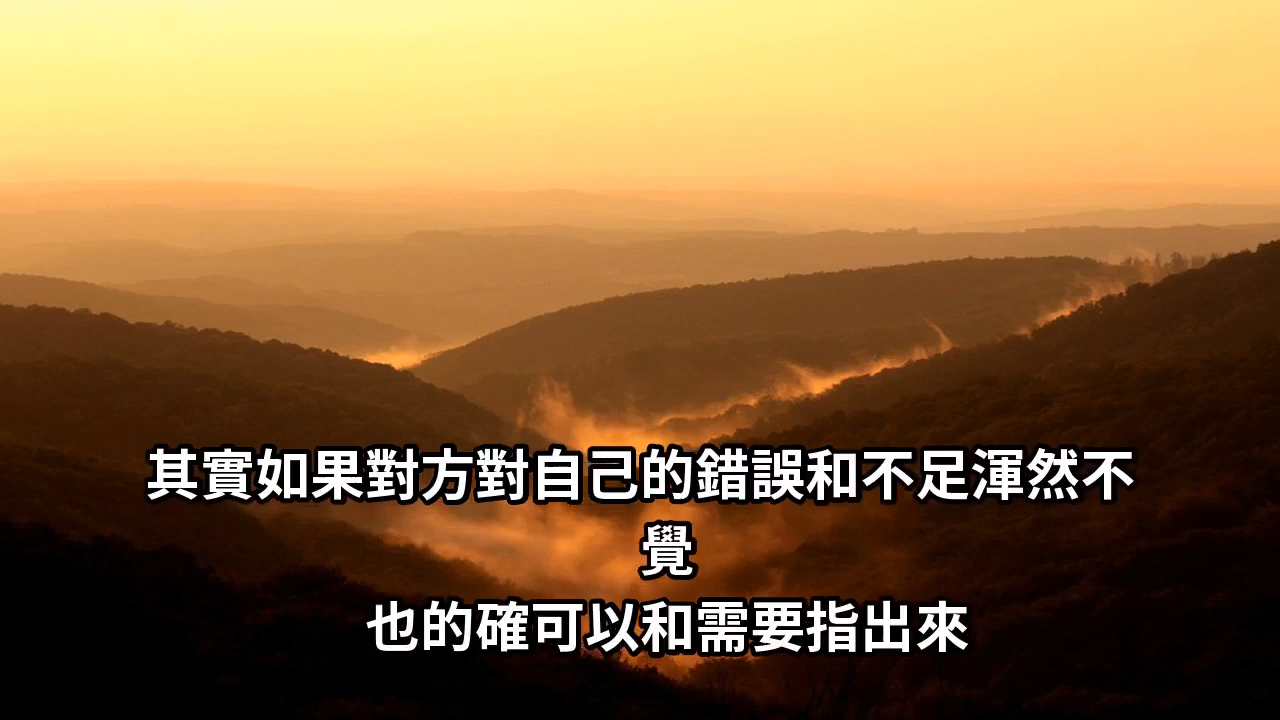 其實如果對方對自己的錯誤和不足渾然不
覺
也的確可以和需要指出來